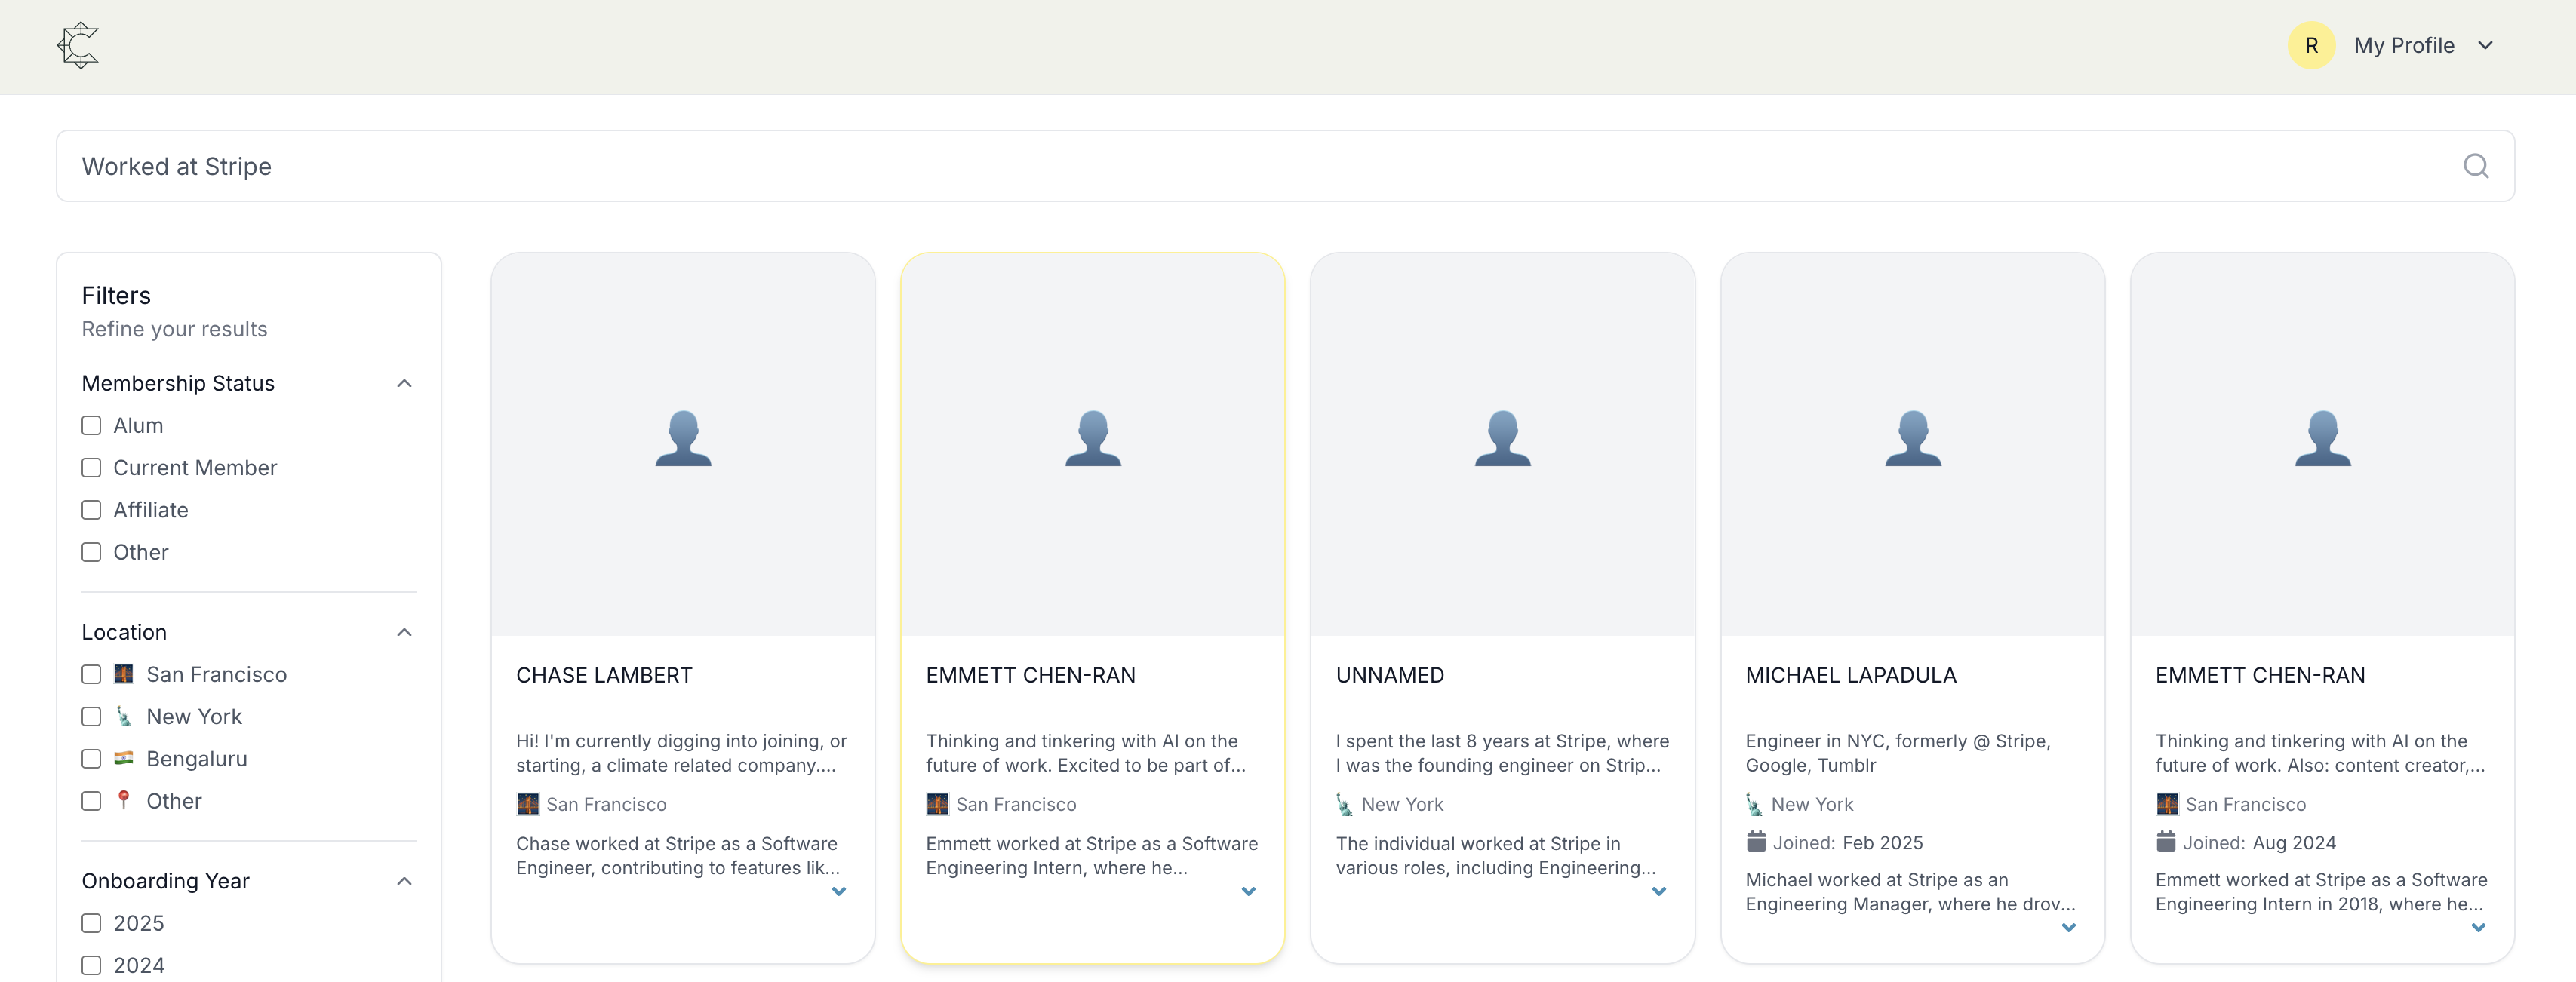 R My Profile
Worked at Stripe
Filters
Refine your results
Membership Status
Alum
Current Member
Affiliate
Other
Location
San Francisco
New York
Bengaluru
Other
Onboarding Year
2025
2024
CHASE LAMBERT
Hi! I'm currently digging into joining, or
starting, a climate related company....
San Francisco
Chase worked at Stripe as a Software
Engineer, contributing to features lik...
EMMETT CHEN-RAN
Thinking and tinkering with AI on the
future of work. Excited to be part of...
San Francisco
Emmett worked at Stripe as a Software
Engineering Intern, where he...
UNNAMED
I spent the last 8 years at Stripe, where
I was the founding engineer on Strip...
New York
The individual worked at Stripe in
various roles, including Engineering...
MICHAEL LAPADULA
Engineer in NYC, formerly @ Stripe,
Google, Tumblr
New York
Joined: Feb 2025
Michael worked at Stripe as an
Engineering Manager, where he drov...
EMMETT CHEN-RAN
Thinking and tinkering with AI on the
future of work. Also: content creator,...
San Francisco
Joined: Aug 2024
Emmett worked at Stripe as a Software
Engineering Intern in 2018, where he...